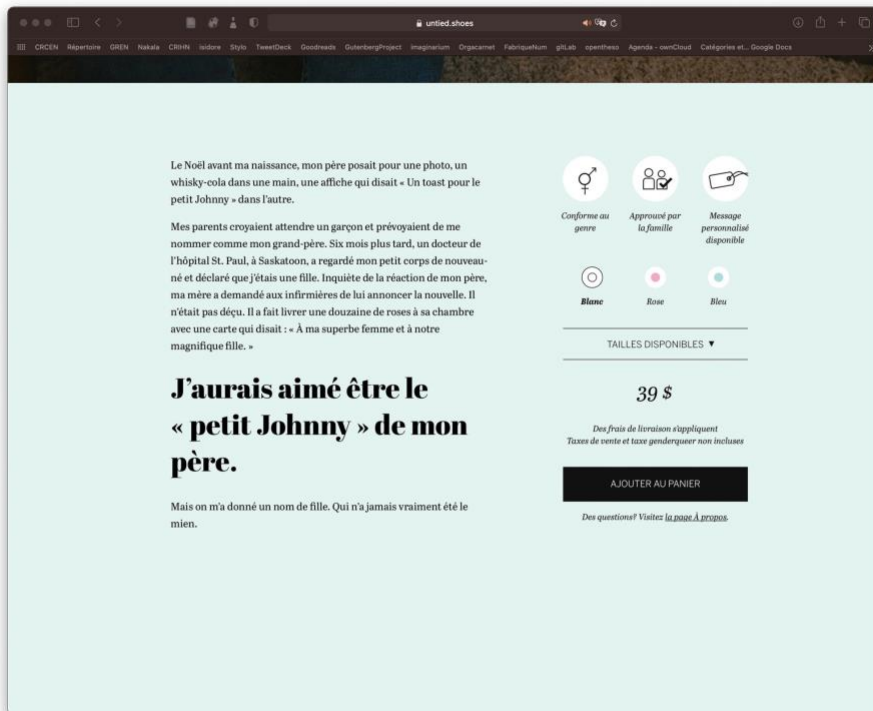 untied.shoes
CRCEN Répertoire GREN Nakala CRIHN Isidore Stylo TweetDeck Goodreads GutenbergProject imaginarium Orgacarnet FabriqueNum gitLab opentheso Agenda - ownCloud Catégories et... Google Docs
Le Noël avant ma naissance, mon père posait pour une photo, un
whisky-cola dans une main, une affiche qui disait « Un toast pour le
petit Johnny » dans l'autre.
Mes parents croyaient attendre un garçon et prévoyaient de me
nommer comme mon grand-père. Six mois plus tard, un docteur de
l'hôpital St. Paul, à Saskatoon, a regardé mon petit corps de nouveau-
né et déclaré que j'étais une fille. Inquiète de la réaction de mon père,
ma mère a demandé aux infirmières de lui annoncer la nouvelle. Il
n'était pas déçu. Il a fait livrer une douzaine de roses à sa chambre
avec une carte qui disait : « À ma superbe femme et à notre
magnifique fille. »
J'aurais aimé être le
« petit Johnny » de mon
père.
Mais on m'a donné un nom de fille. Qui n'a jamais vraiment été le
mien.
Conforme au
genre
Approuvé par
la famille
Message
personnalisé
disponible
Blanc
Rose
Bleu
TAILLES DISPONIBLES ▼
39 $
Des frais de livraison s'appliquent
Taxes de vente et taxe genderqueer non incluses
AJOUTER AU PANIER
Des questions? Visitez la page À propos.